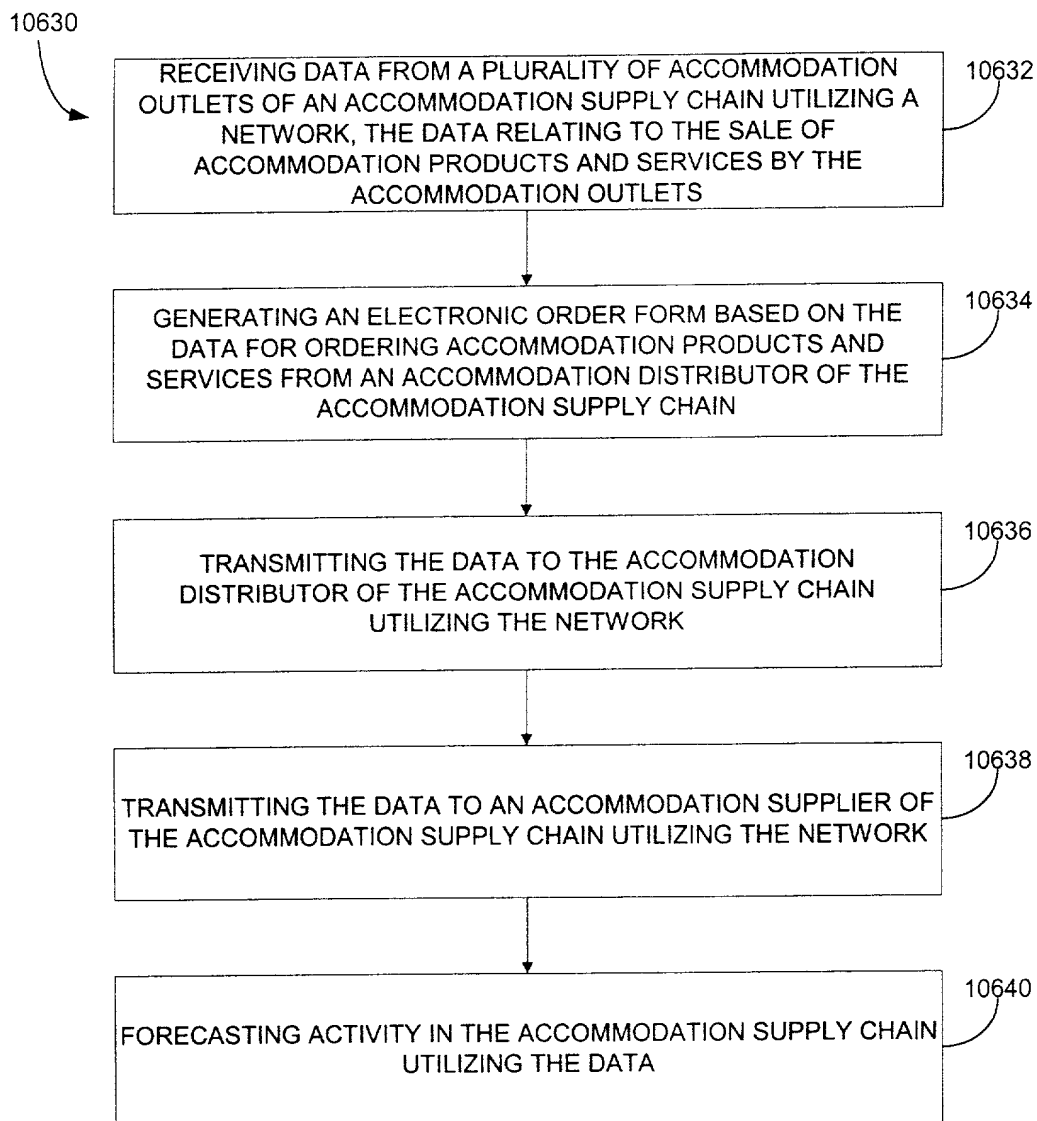 10630
RECEIVING DATA FROM A PLURALITY OF ACCOMMODATION
OUTLETS OF AN ACCOMMODATION SUPPLY CHAIN UTILIZING A
NETWORK, THE DATA RELATING TO THE SALE OF
ACCOMMODATION PRODUCTS AND SERVICES BY THE
ACCOMMODATION OUTLETS
10632
GENERATING AN ELECTRONIC ORDER FORM BASED ON THE
DATA FOR ORDERING ACCOMMODATION PRODUCTS AND
SERVICES FROM AN ACCOMMODATION DISTRIBUTOR OF THE
ACCOMMODATION SUPPLY CHAIN
10634
TRANSMITTING THE DATA TO THE ACCOMMODATION
DISTRIBUTOR OF THE ACCOMMODATION SUPPLY CHAIN
UTILIZING THE NETWORK
10636
TRANSMITTING THE DATA TO AN ACCOMMODATION SUPPLIER OF
THE ACCOMMODATION SUPPLY CHAIN UTILIZING THE NETWORK
10638
FORECASTING ACTIVITY IN THE ACCOMMODATION SUPPLY CHAIN
UTILIZING THE DATA
10640